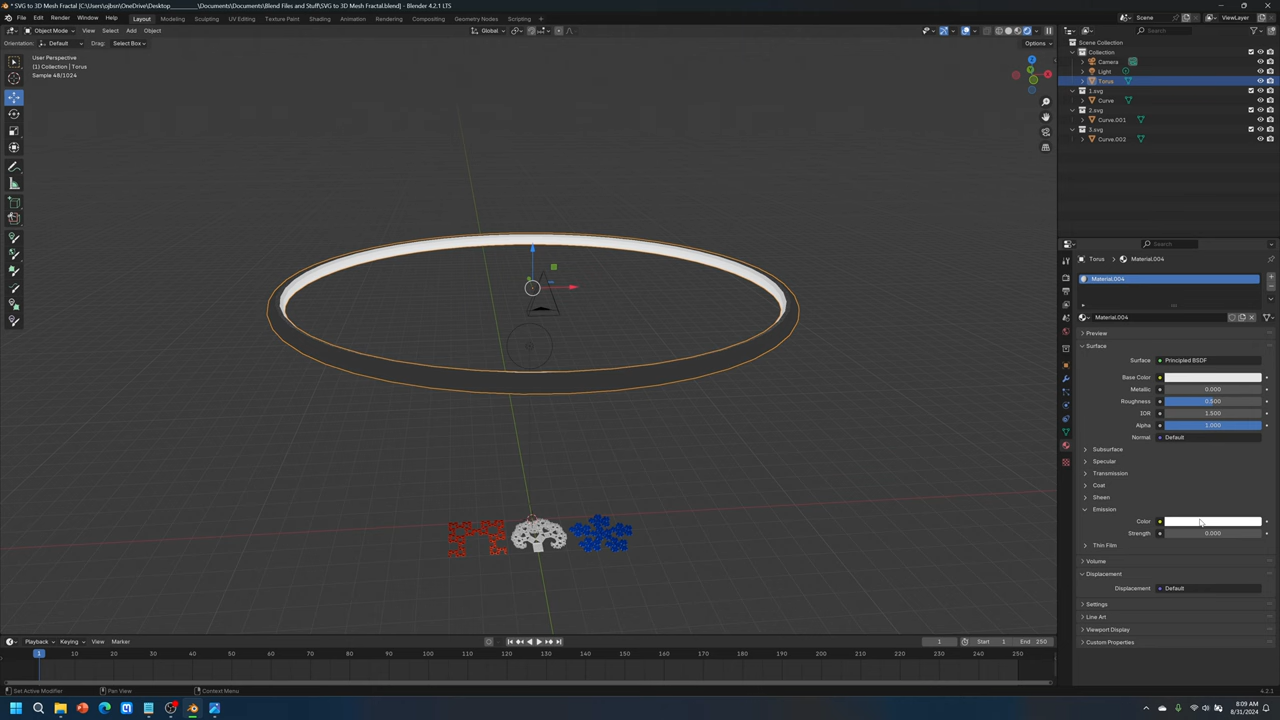 * SVG to 3D Mesh Fractal [C:\Users\ojbsr\OneDrive\Desktop_________\Documents\Documents\Blend Files and Stuff\SVG to 3D Mesh Fractal.blend] - Blender 4.2.1 LTS
File Edit Render Window Help Layout Modeling Sculpting UV Editing Texture Paint Shading Animation Rendering Compositing Geometry Nodes Scripting + Scene ViewLayer
Object Mode View Select Add Object Global Search
Orientation: Default Drag: Select Box Options
User Perspective
(1) Collection | Torus
Sample 48/1024
Scene Collection
Collection
Camera
Light
Torus
1.svg
Curve
2.svg
Curve.001
3.svg
Curve.002
Search
Torus > Material.004
Material.004
Material.004
Preview
Surface
Surface Principled BSDF
Base Color
Metallic 0.000
Roughness 0.500
IOR 1.500
Alpha 1.000
Normal Default
Subsurface
Specular
Transmission
Coat
Sheen
Emission
Color
Strength 0.000
Thin Film
Volume
Displacement
Displacement Default
Settings
Line Art
Viewport Display
Custom Properties
Playback Keying View Marker 1 Start 1 End 250
1 10 20 30 40 50 60 70 80 90 100 110 120 130 140 150 160 170 180 190 200 210 220 230 240 250
Set Active Modifier Pan View Context Menu 4.2.1
8:09 AM
8/31/2024